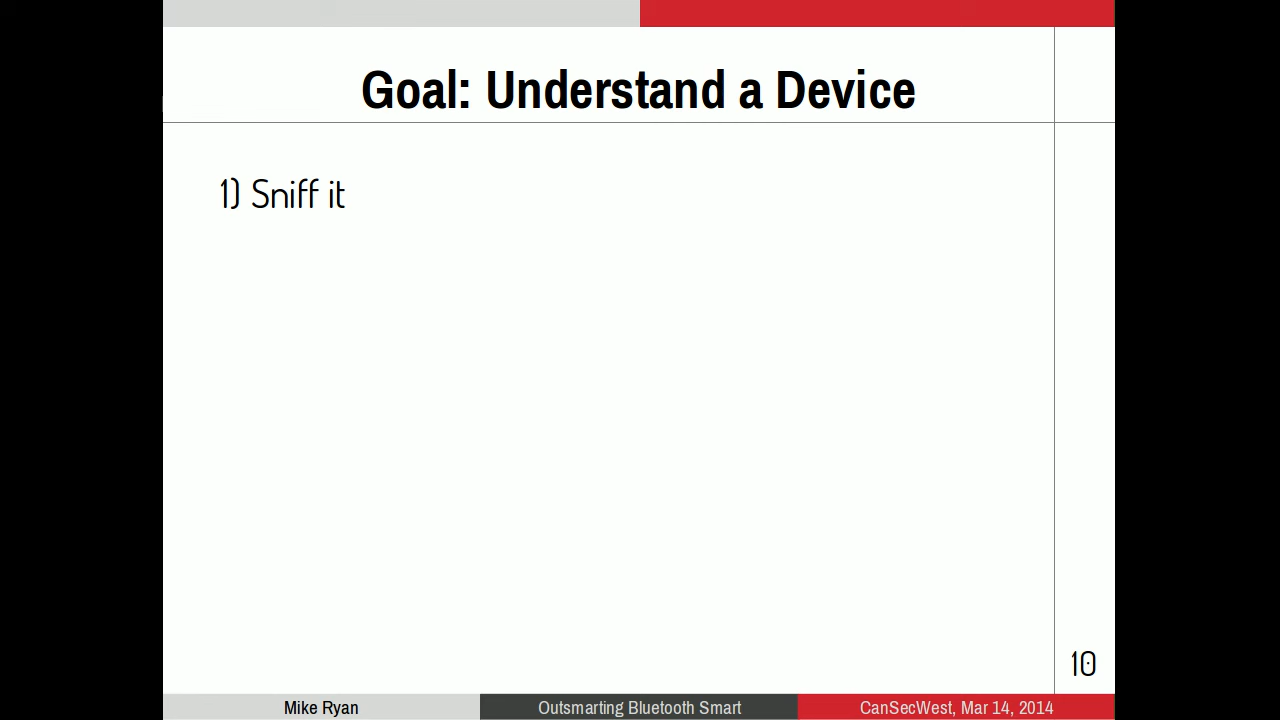 Goal: Understand a Device
1) Sniff it
10
Mike Ryan
Outsmarting Bluetooth Smart
CanSecWest, Mar 14, 2014